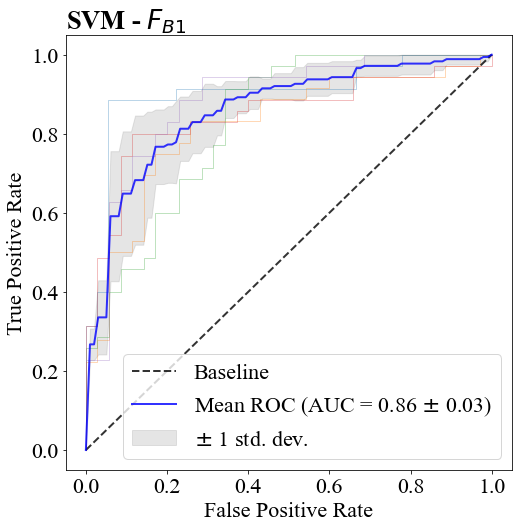 SVM - F_{B1}
1.0
0.8
0.6
0.4
0.2
0.0
True Positive Rate
Baseline
Mean ROC (AUC = 0.86 ± 0.03)
± 1 std. dev.
0.0 0.2 0.4 0.6 0.8 1.0
False Positive Rate